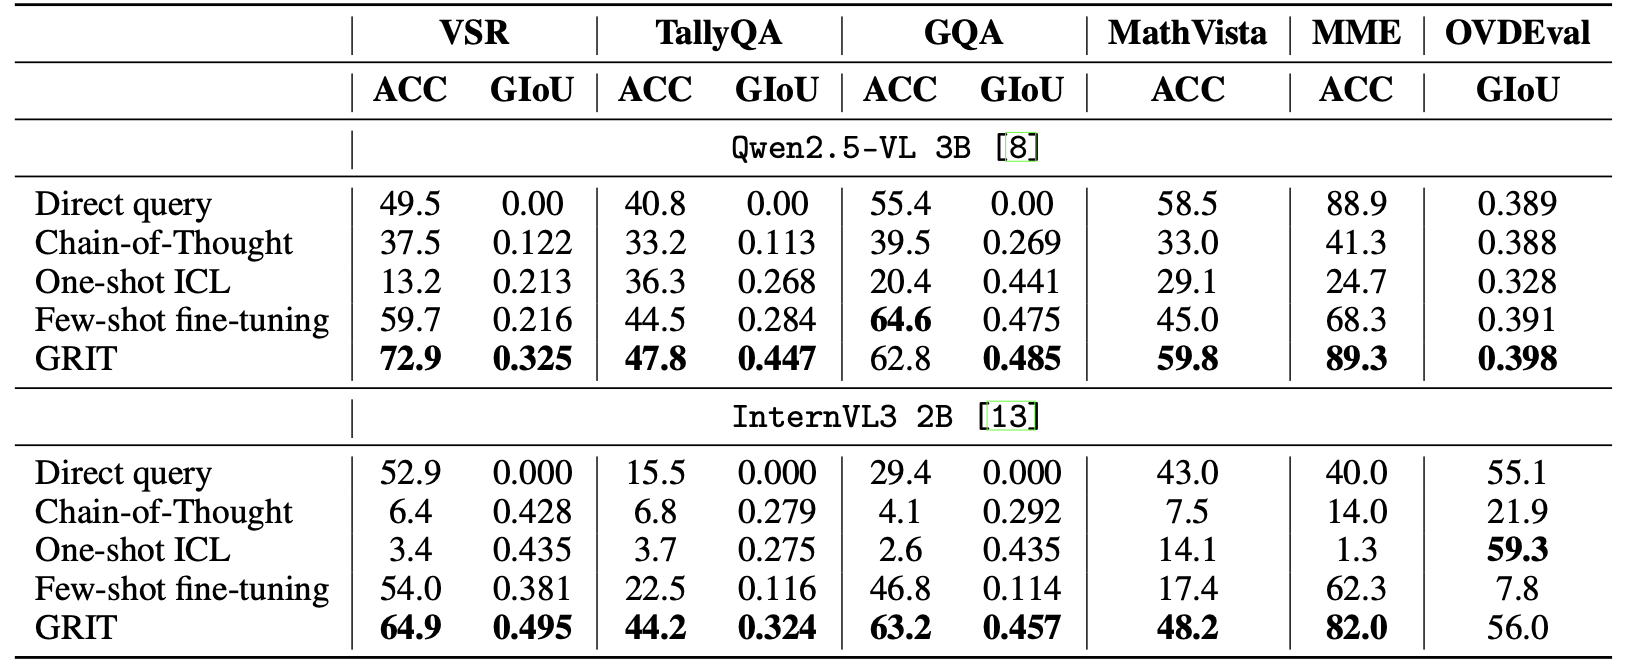 VSR TallyQA GQA MathVista MME OVDEval
ACC GIoU ACC GIoU ACC GIoU ACC ACC GIoU
Qwen2.5-VL 3B [8]
Direct query 49.5 0.00 40.8 0.00 55.4 0.00 58.5 88.9 0.389
Chain-of-Thought 37.5 0.122 33.2 0.113 39.5 0.269 33.0 41.3 0.388
One-shot ICL 13.2 0.213 36.3 0.268 20.4 0.441 29.1 24.7 0.328
Few-shot fine-tuning 59.7 0.216 44.5 0.284 64.6 0.475 45.0 68.3 0.391
GRIT 72.9 0.325 47.8 0.447 62.8 0.485 59.8 89.3 0.398
InternVL3 2B [13]
Direct query 52.9 0.000 15.5 0.000 29.4 0.000 43.0 40.0 55.1
Chain-of-Thought 6.4 0.428 6.8 0.279 4.1 0.292 7.5 14.0 21.9
One-shot ICL 3.4 0.435 3.7 0.275 2.6 0.435 14.1 1.3 59.3
Few-shot fine-tuning 54.0 0.381 22.5 0.116 46.8 0.114 17.4 62.3 7.8
GRIT 64.9 0.495 44.2 0.324 63.2 0.457 48.2 82.0 56.0